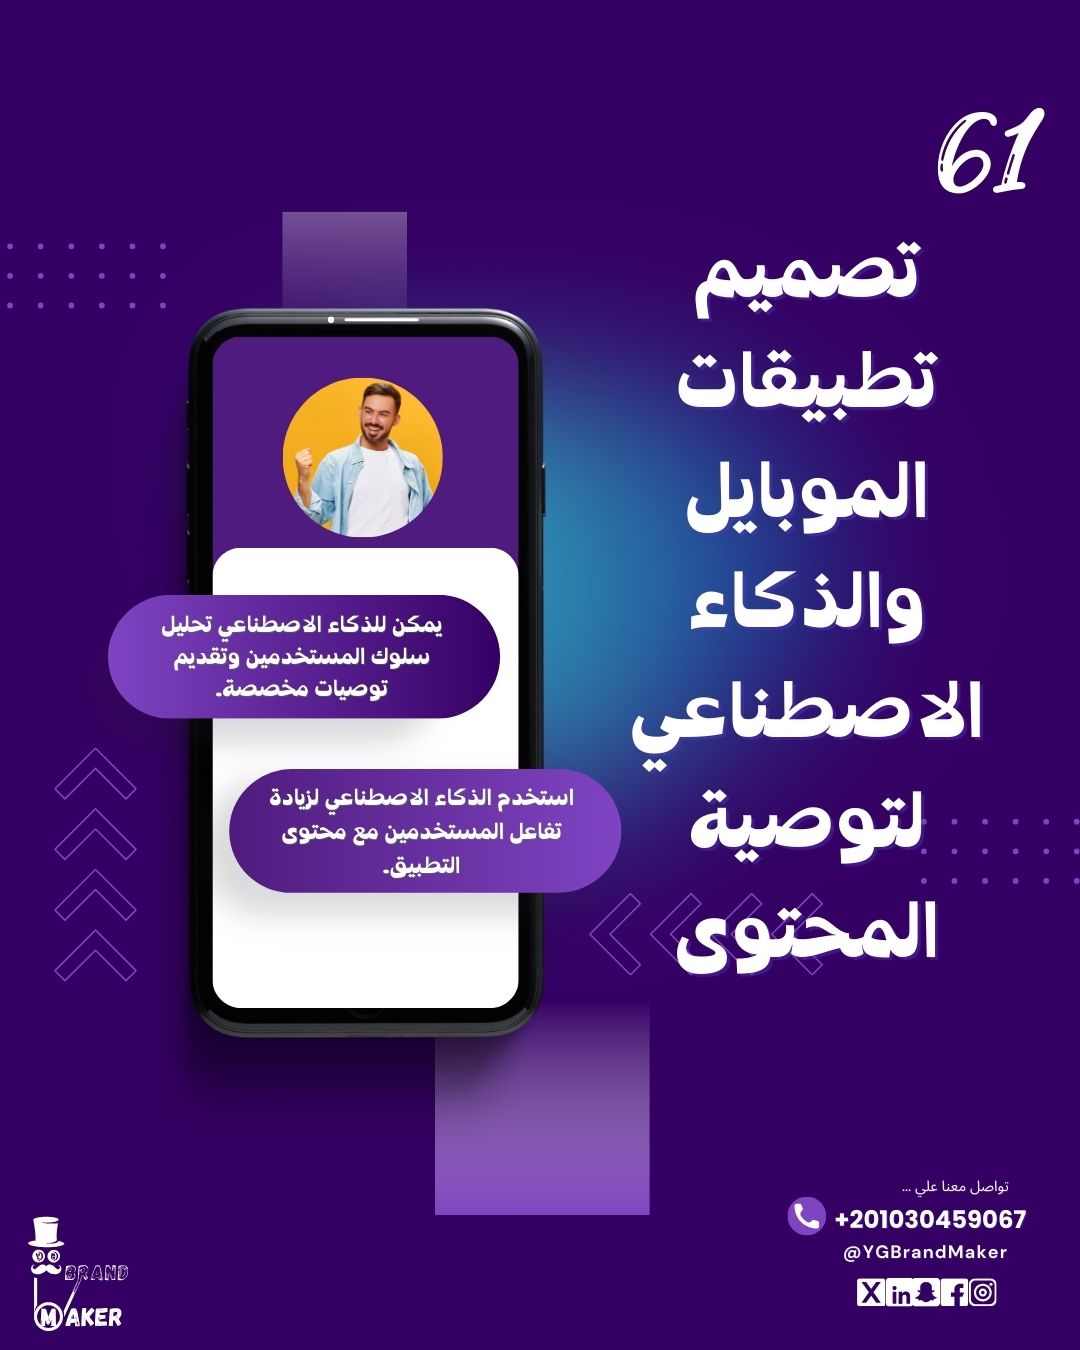 61
تصميم
تطبيقات
الموبايل
والذكاء
الاصطناعي
لتوصية
المحتوى
يمكن للذكاء الاصطناعي تحليل
سلوك المستخدمين وتقديم
توصيات مخصصة.
استخدم الذكاء الاصطناعي لزيادة
تفاعل المستخدمين مع محتوى
التطبيق.
تواصل معنا علي ...
+201030459067
@YGBrandMaker
BRAND
MAKER